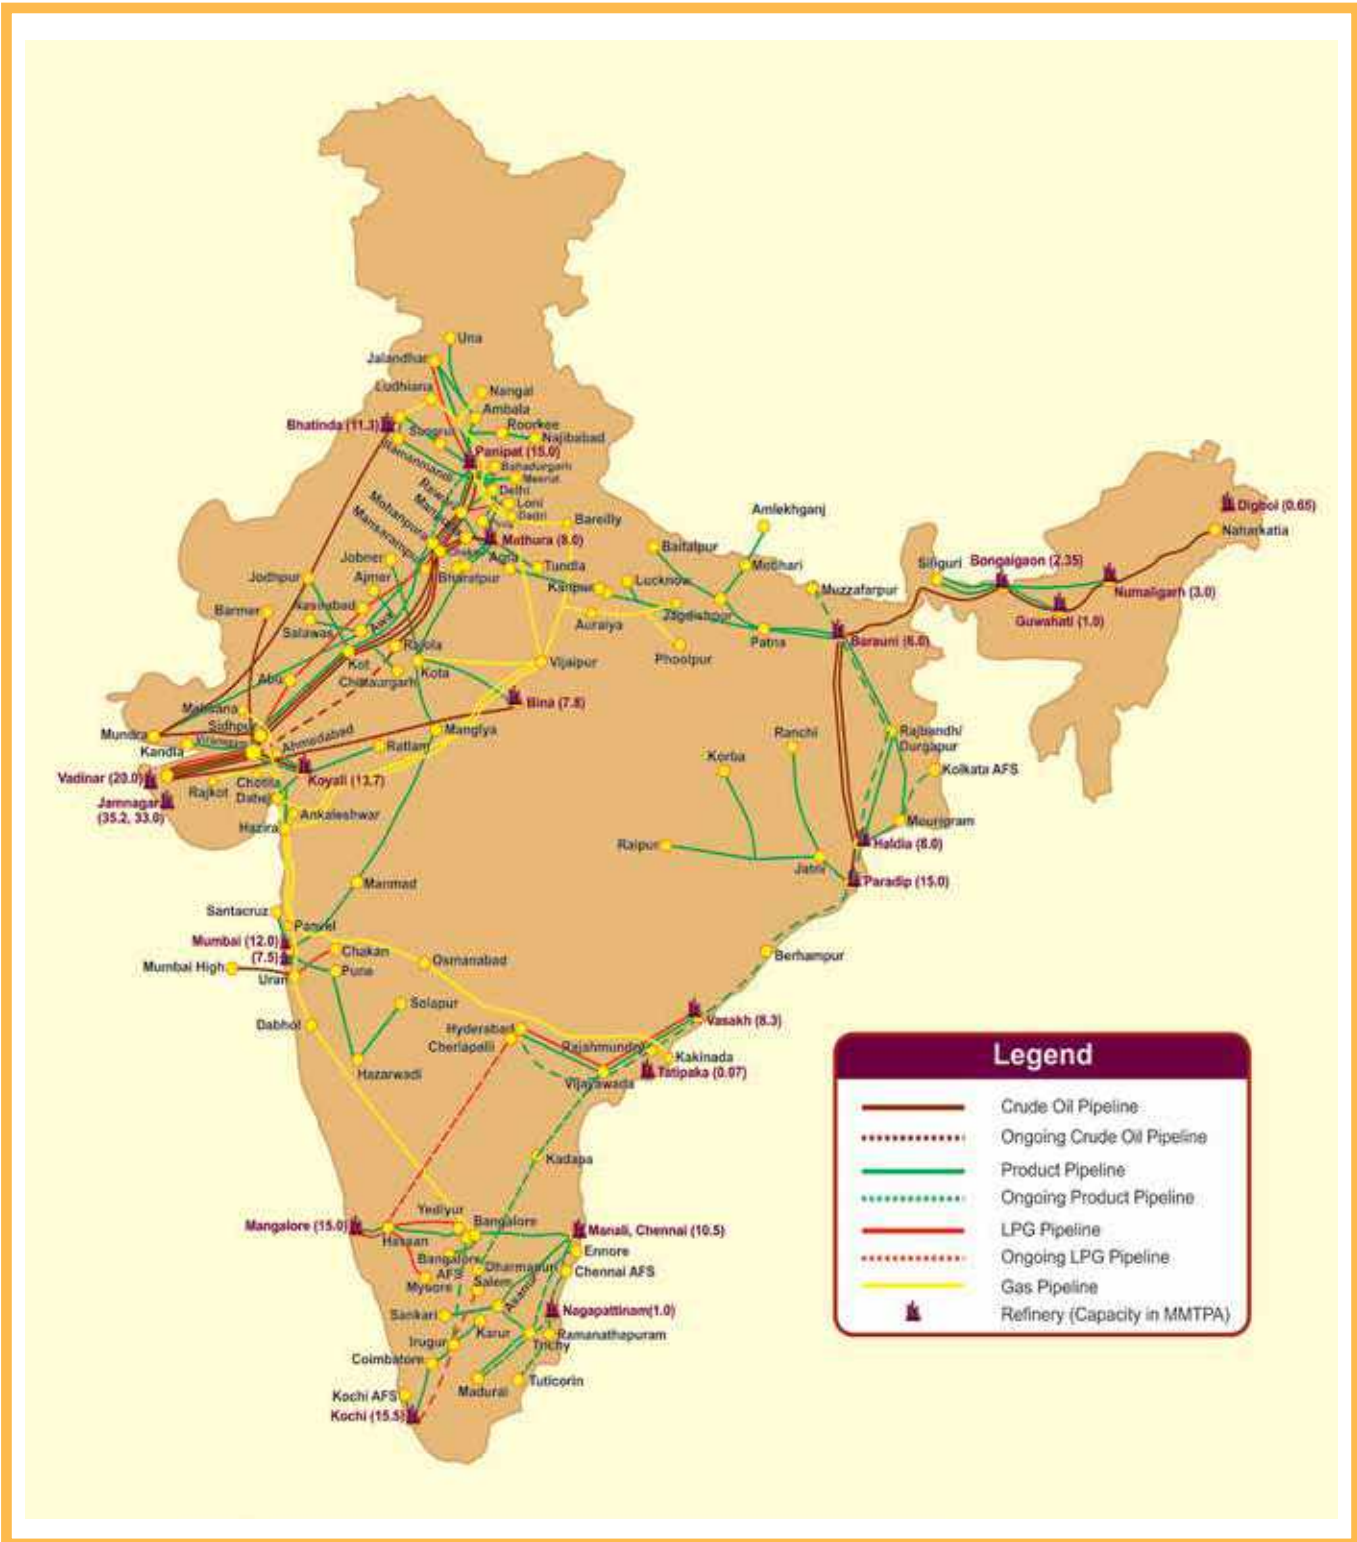 Una
Jalandhar
Ludhiana
Nangal
Ambala
Bhatinda (11.3)
Sangrur
Roorkee
Najibabad
Panipat (15.0)
Ramanmandi
Bahadurgarh
Meerut
Delhi
Rewari
Loni
Dadri
Mohanpura
Bareilly
Mansarampura
Mathura (8.0)
Amlekhganj
Digboi (0.65)
Naharkatia
Jobner
Agra
Tundla
Baitalpur
Motihari
Siliguri
Bongaigaon (2.35)
Jodhpur
Ajmer
Bharatpur
Kanpur
Lucknow
Muzzafarpur
Numaligarh (3.0)
Barmer
Nasirabad
Jagdishpur
Guwahati (1.0)
Salawas
Awa
Auraiya
Patna
Barauni (6.0)
Rajola
Kot
Kota
Vijaipur
Phoolpur
Abu
Chittaurgarh
Mahsana
Bina (7.8)
Sidhpur
Mundra
Viramgam
Ahmedabad
Manglya
Ranchi
Rajbandh/
Durgapur
Kandla
Ratlam
Korba
Kolkata AFS
Vadinar (20.0)
Koyali (13.7)
Chotila
Rajkot
Dahej
Jamnagar
(35.2, 33.0)
Ankaleshwar
Hazira
Mourigram
Raipur
Haldia (8.0)
Jatni
Paradip (15.0)
Manmad
Santacruz
Panvel
Mumbai (12.0)
(7.5)
Chakan
Berhampur
Mumbai High
Pune
Osmanabad
Uran
Solapur
Dabhol
Vasakh (8.3)
Hyderabad
Cherlapalli
Rajahmundry
Kakinada
Hazarwadi
Vijayawada
Tatipaka (0.07)
Kadapa
Yediyur
Mangalore (15.0)
Bangalore
Manali, Chennai (10.5)
Hassan
Ennore
Bangalore
AFS
Dharmapuri
Chennai AFS
Mysore
Salem
Asanur
Sankari
Nagapattinam(1.0)
Karur
Ramanathapuram
Irugur
Trichy
Coimbatore
Madurai
Tuticorin
Kochi AFS
Kochi (15.5)
Legend
Crude Oil Pipeline
Ongoing Crude Oil Pipeline
Product Pipeline
Ongoing Product Pipeline
LPG Pipeline
Ongoing LPG Pipeline
Gas Pipeline
Refinery (Capacity in MMTPA)